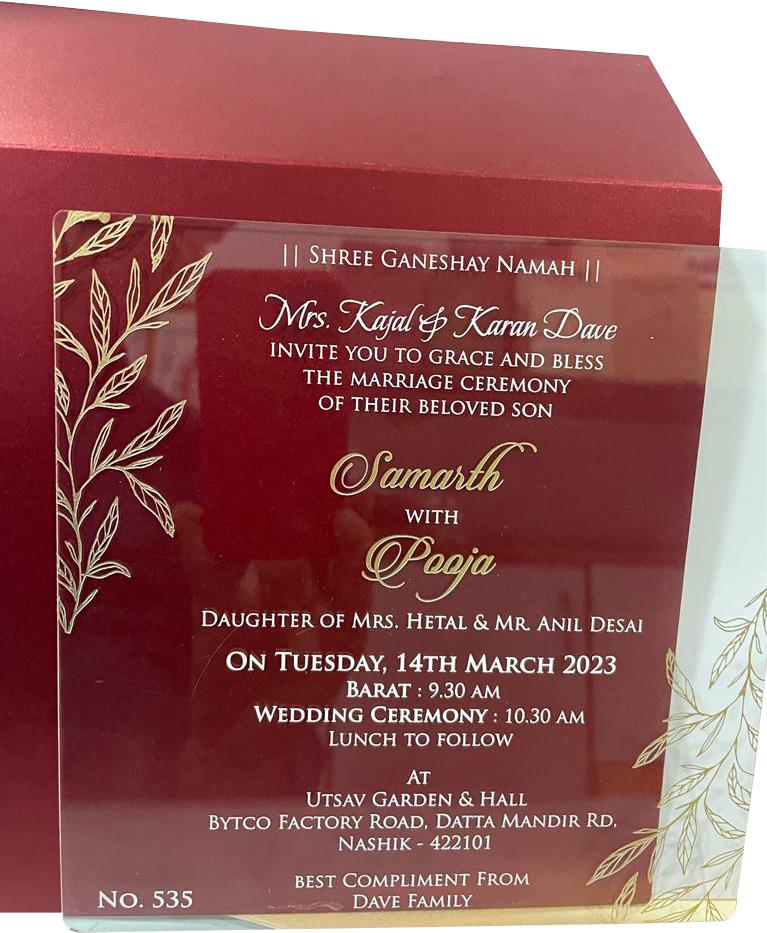 || Shree Ganeshay Namah ||
Mrs. Kajal & Karan Dave
INVITE YOU TO GRACE AND BLESS
THE MARRIAGE CEREMONY
OF THEIR BELOVED SON
Samarth
WITH
Pooja
Daughter of Mrs. Hetal & Mr. Anil Desai
On Tuesday, 14th March 2023
Barat : 9.30 am
Wedding Ceremony : 10.30 am
Lunch to follow
AT
Utsav Garden & Hall
Bytco Factory Road, Datta Mandir Rd,
Nashik - 422101
best Compliment From
Dave Family
No. 535